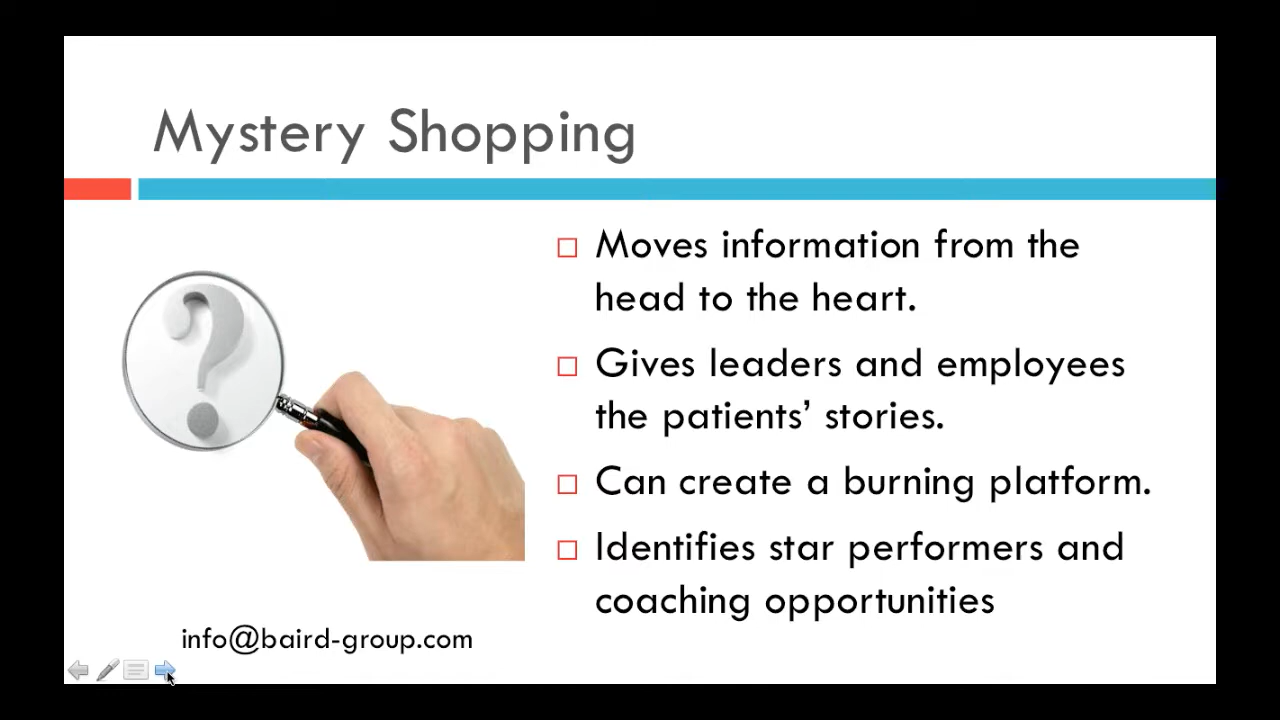 Mystery Shopping
Moves information from the
head to the heart.
Gives leaders and employees
the patients’ stories.
Can create a burning platform.
Identifies star performers and
coaching opportunities
info@baird-group.com